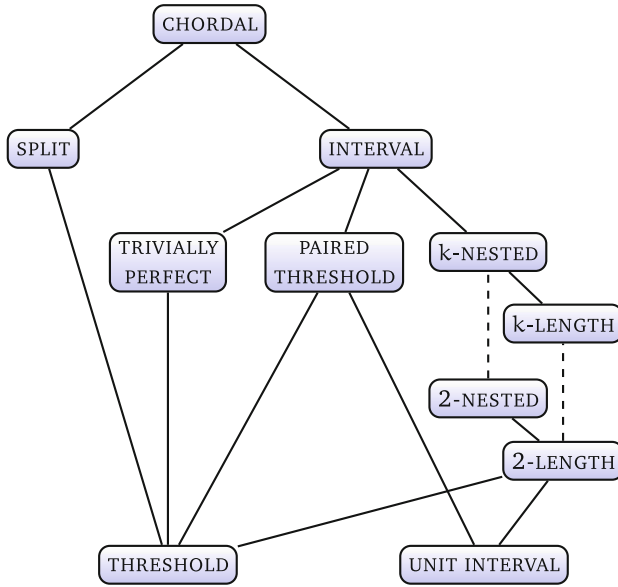 CHORDAL
SPLIT
INTERVAL
TRIVIALLY
PERFECT
PAIRED
THRESHOLD
k-NESTED
k-LENGTH
2-NESTED
2-LENGTH
THRESHOLD
UNIT INTERVAL